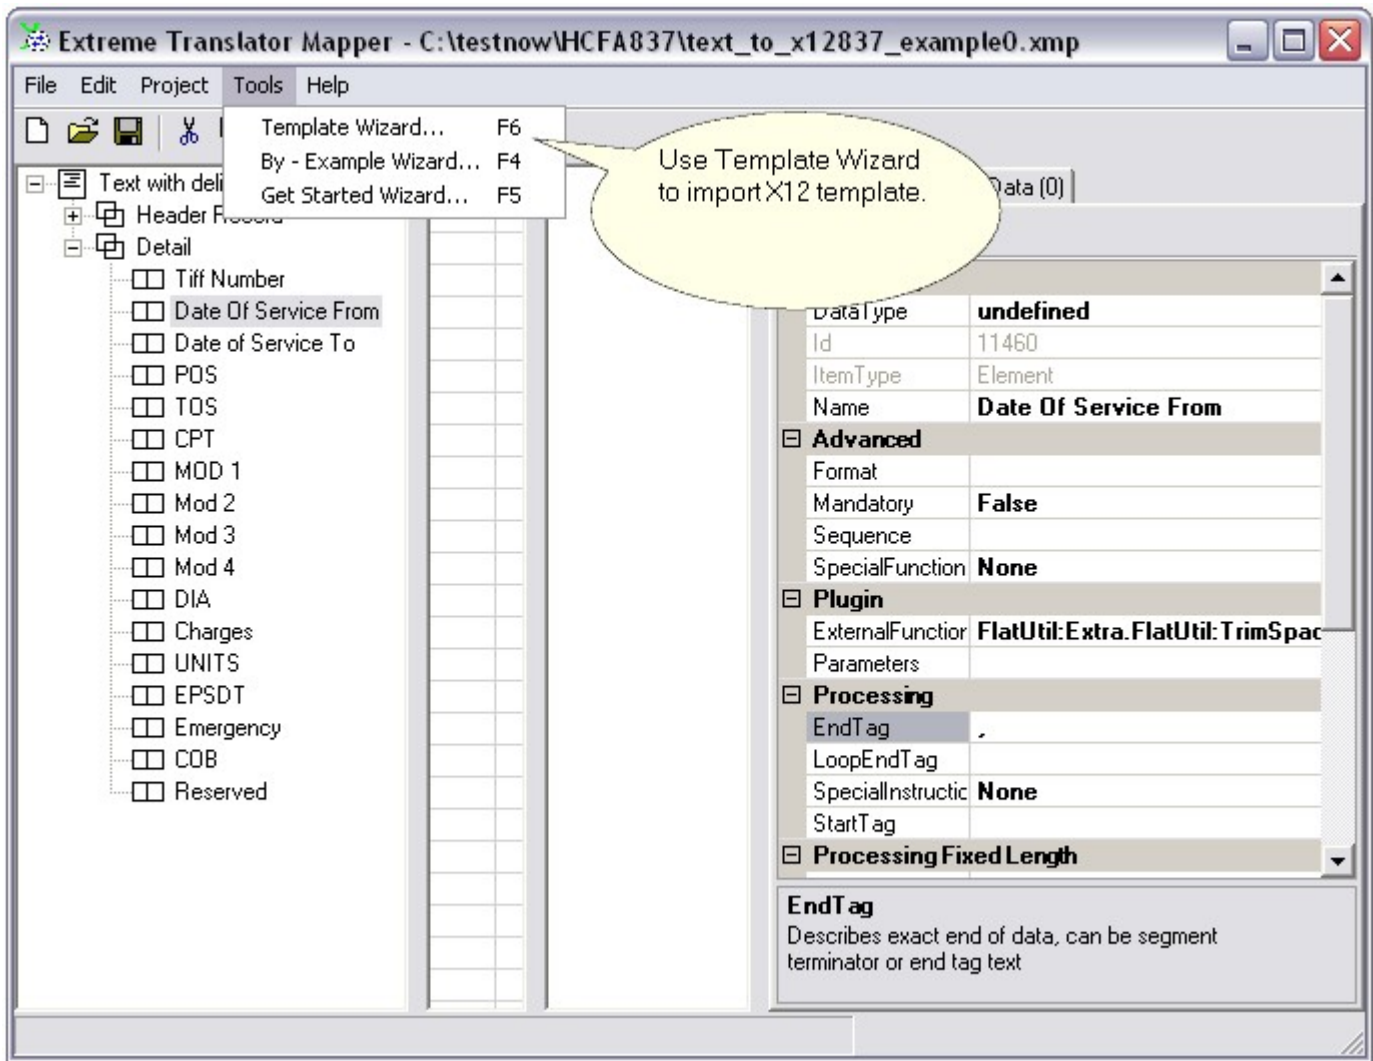 Extreme Translator Mapper - C:\testnow\HCFA837\text_to_x12837_example0.xmp
File Edit Project Tools Help
Template Wizard... F6
By - Example Wizard... F4
Get Started Wizard... F5
Use Template Wizard
to import X12 template.
Text with deli
Header Record
Detail
Tiff Number
Date Of Service From
Date of Service To
POS
TOS
CPT
MOD 1
Mod 2
Mod 3
Mod 4
DIA
Charges
UNITS
EPSDT
Emergency
COB
Reserved
Data (0)
DataType undefined
Id 11460
ItemType Element
Name Date Of Service From
Advanced
Format
Mandatory False
Sequence
SpecialFunction None
Plugin
ExternalFunction FlatUtil:Extra.FlatUtil:TrimSpac
Parameters
Processing
EndTag ,
LoopEndTag
SpecialInstructic None
StartTag
Processing Fixed Length
EndTag
Describes exact end of data, can be segment
terminator or end tag text